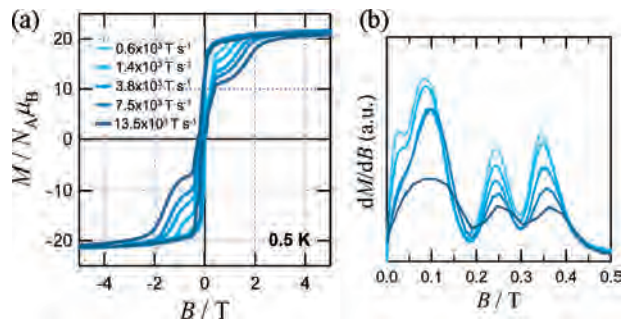 (a)
20
0.6x10³ T s⁻¹
1.4x10³ T s⁻¹
10
3.8x10³ T s⁻¹
7.5x10³ T s⁻¹
13.5x10³ T s⁻¹
0
-10
-20
0.5 K
M / N_Aμ_B
-4 -2 0 2 4
B / T
(b)
dM/dB (a.u.)
0.0 0.1 0.2 0.3 0.4 0.5
B / T